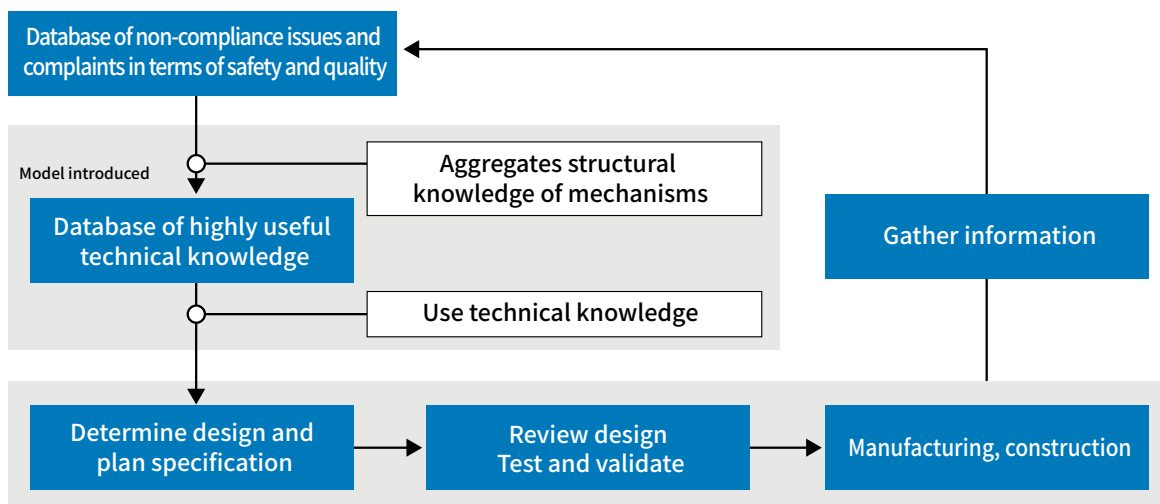 Database of non-compliance issues and
complaints in terms of safety and quality
Model introduced
Aggregates structural
knowledge of mechanisms
Database of highly useful
technical knowledge
Gather information
Use technical knowledge
Determine design and
plan specification
Review design
Test and validate
Manufacturing, construction